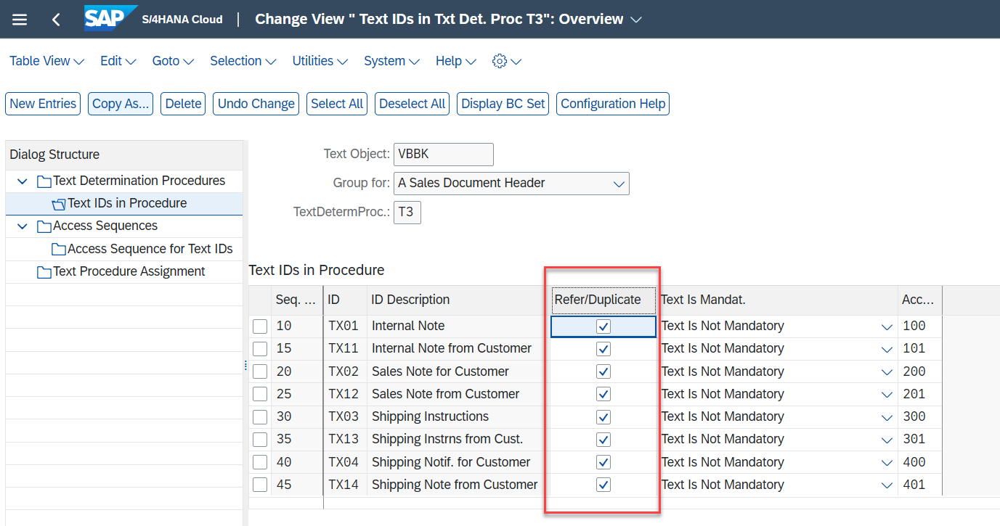 SAP S/4HANA Cloud | Change View " Text IDs in Txt Det. Proc T3": Overview
Table View Edit Goto Selection Utilities System Help
New Entries Copy As... Delete Undo Change Select All Deselect All Display BC Set Configuration Help
Dialog Structure
Text Determination Procedures
Text IDs in Procedure
Access Sequences
Access Sequence for Text IDs
Text Procedure Assignment
Text Object: VBBK
Group for: A Sales Document Header
TextDetermProc.: T3
Text IDs in Procedure
Seq. ... ID ID Description Refer/Duplicate Text Is Mandat. Acc...
10 TX01 Internal Note Text Is Not Mandatory 100
15 TX11 Internal Note from Customer Text Is Not Mandatory 101
20 TX02 Sales Note for Customer Text Is Not Mandatory 200
25 TX12 Sales Note from Customer Text Is Not Mandatory 201
30 TX03 Shipping Instructions Text Is Not Mandatory 300
35 TX13 Shipping Instrns from Cust. Text Is Not Mandatory 301
40 TX04 Shipping Notif. for Customer Text Is Not Mandatory 400
45 TX14 Shipping Note from Customer Text Is Not Mandatory 401